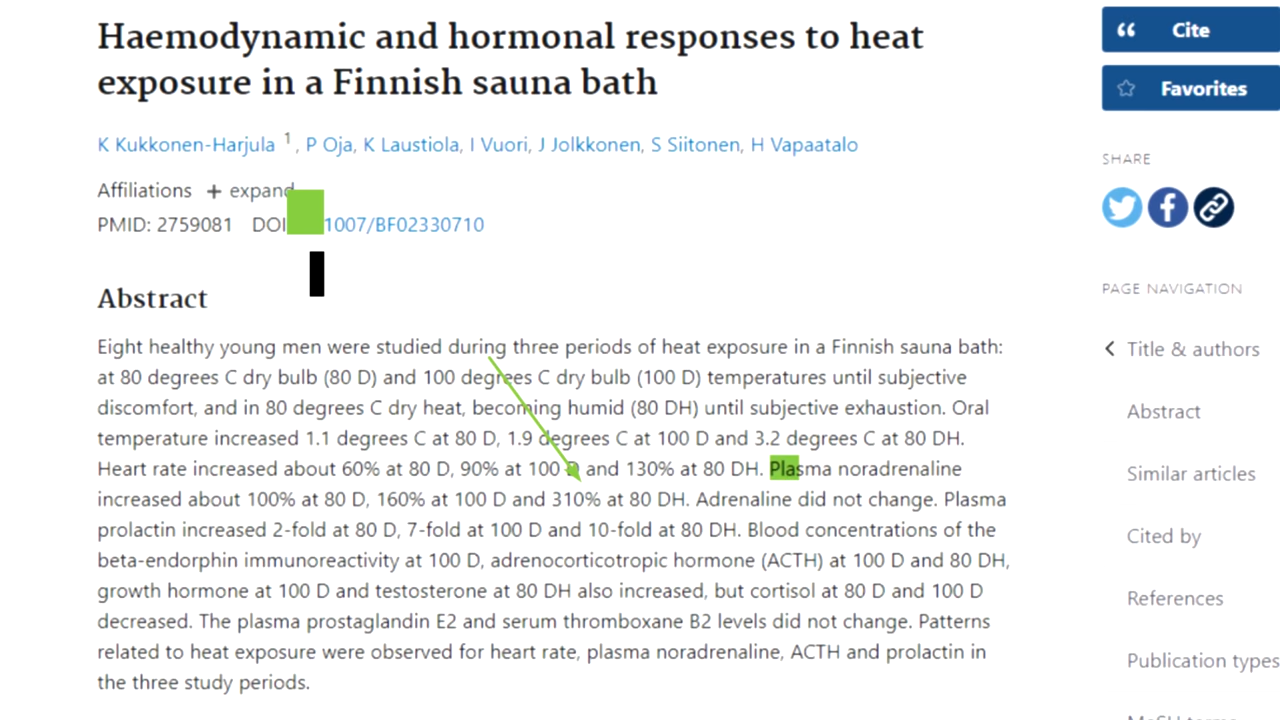 Haemodynamic and hormonal responses to heat
exposure in a Finnish sauna bath
Cite
Favorites
K Kukkonen-Harjula 1, P Oja, K Laustiola, I Vuori, J Jolkkonen, S Siitonen, H Vapaatalo
SHARE
Affiliations + expand
PMID: 2759081 DOI 1007/BF02330710
PAGE NAVIGATION
Abstract
Eight healthy young men were studied during three periods of heat exposure in a Finnish sauna bath:
at 80 degrees C dry bulb (80 D) and 100 degrees C dry bulb (100 D) temperatures until subjective
discomfort, and in 80 degrees C dry heat, becoming humid (80 DH) until subjective exhaustion. Oral
temperature increased 1.1 degrees C at 80 D, 1.9 degrees C at 100 D and 3.2 degrees C at 80 DH.
Heart rate increased about 60% at 80 D, 90% at 100 D and 130% at 80 DH. Plasma noradrenaline
increased about 100% at 80 D, 160% at 100 D and 310% at 80 DH. Adrenaline did not change. Plasma
prolactin increased 2-fold at 80 D, 7-fold at 100 D and 10-fold at 80 DH. Blood concentrations of the
beta-endorphin immunoreactivity at 100 D, adrenocorticotropic hormone (ACTH) at 100 D and 80 DH,
growth hormone at 100 D and testosterone at 80 DH also increased, but cortisol at 80 D and 100 D
decreased. The plasma prostaglandin E2 and serum thromboxane B2 levels did not change. Patterns
related to heat exposure were observed for heart rate, plasma noradrenaline, ACTH and prolactin in
the three study periods.
Title & authors
Abstract
Similar articles
Cited by
References
Publication types
MeSH terms